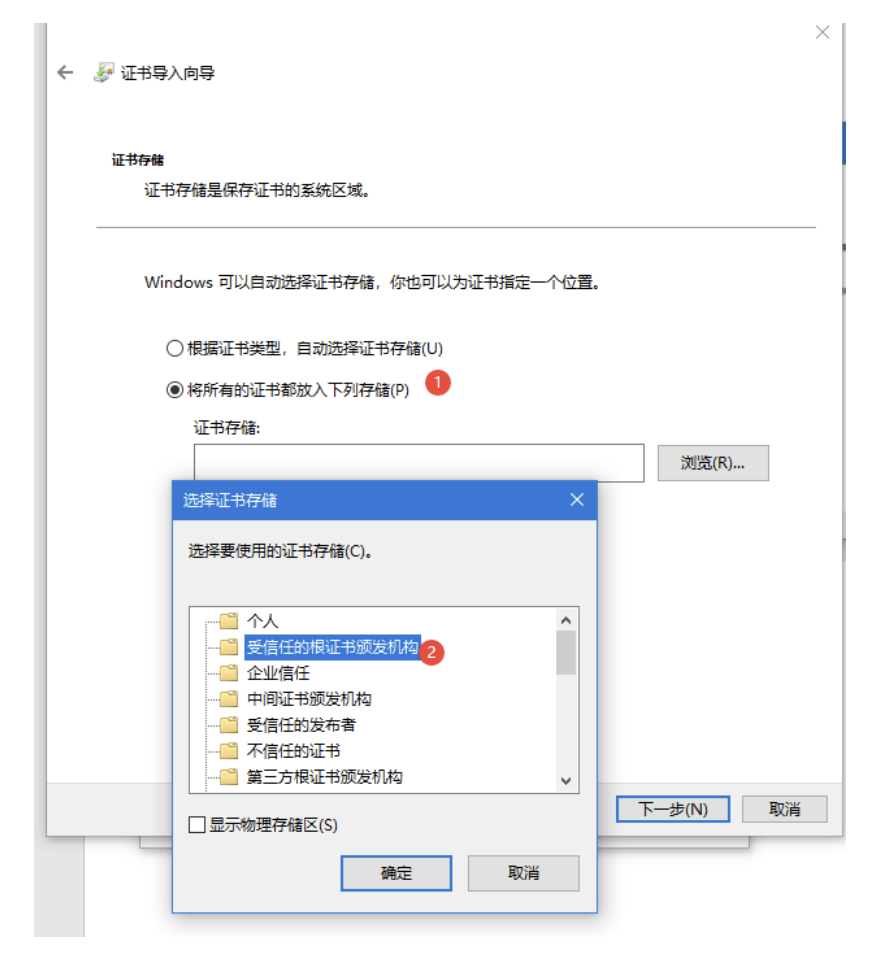 证书导入向导
证书存储
证书存储是保存证书的系统区域。
Windows 可以自动选择证书存储，你也可以为证书指定一个位置。
根据证书类型，自动选择证书存储(U)
将所有的证书都放入下列存储(P) 1
证书存储:
浏览(R)...
选择证书存储
选择要使用的证书存储(C)。
个人
受信任的根证书颁发机构 2
企业信任
中间证书颁发机构
受信任的发布者
不信任的证书
第三方根证书颁发机构
显示物理存储区(S)
确定 取消
下一步(N) 取消